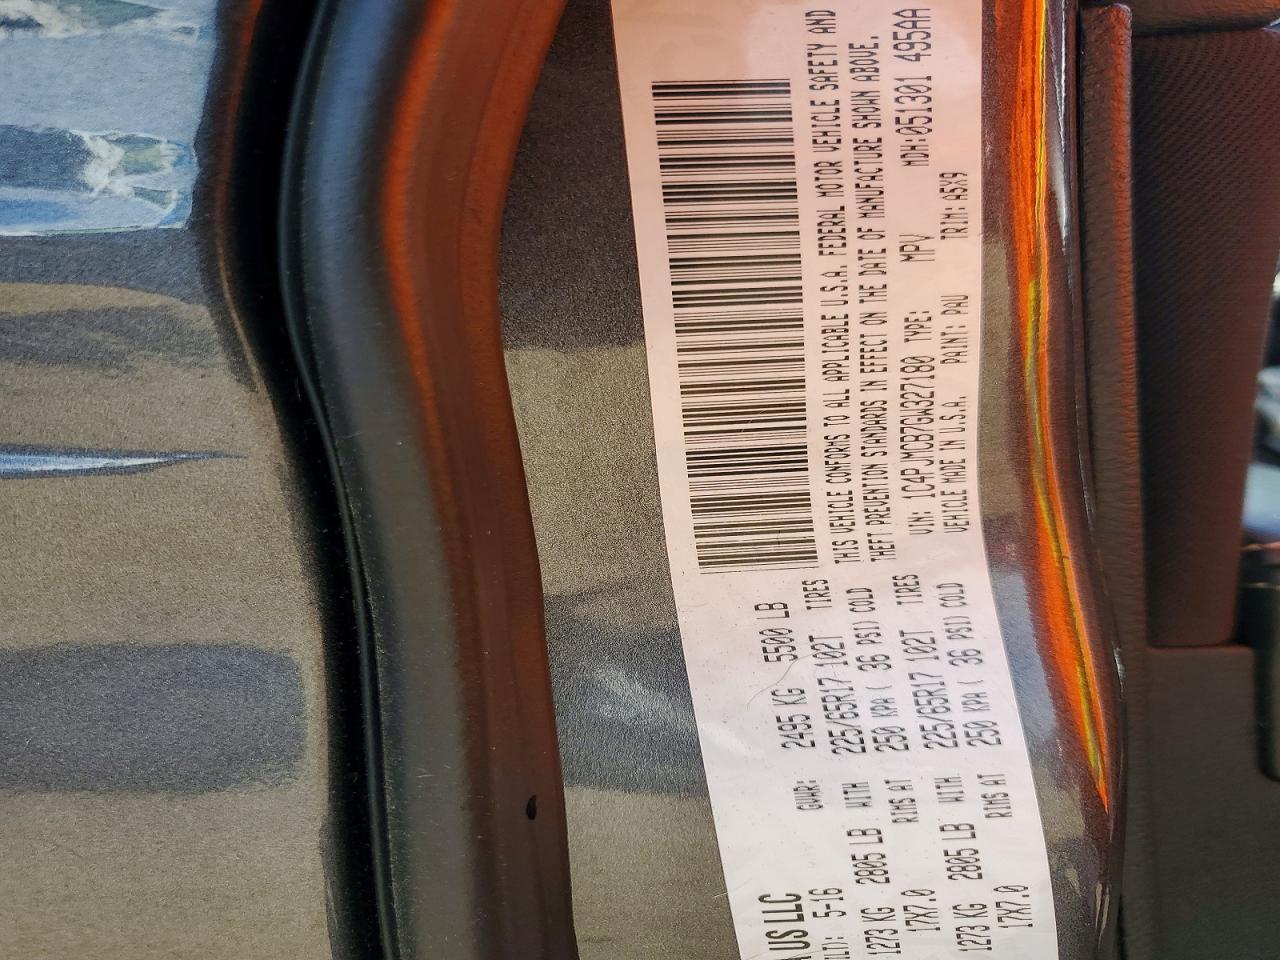 A US LLC
ILT): 5-16 GVWR: 2495 KG 5500 LB
1273 KG 2805 LB WITH 225/65R17 102T TIRES
17X7.0 RIMS AT 250 KPA ( 36 PSI) COLD
1273 KG 2805 LB WITH 225/65R17 102T TIRES
17X7.0 RIMS AT 250 KPA ( 36 PSI) COLD
THIS VEHICLE CONFORMS TO ALL APPLICABLE U.S.A. FEDERAL MOTOR VEHICLE SAFETY AND
THEFT PREVENTION STANDARDS IN EFFECT ON THE DATE OF MANUFACTURE SHOWN ABOVE.
VIN: 1C4PJMCB7GW327180 TYPE: MPV MDH:051301 495AA
VEHICLE MADE IN U.S.A. PAINT: PAU TRIM: A5X9